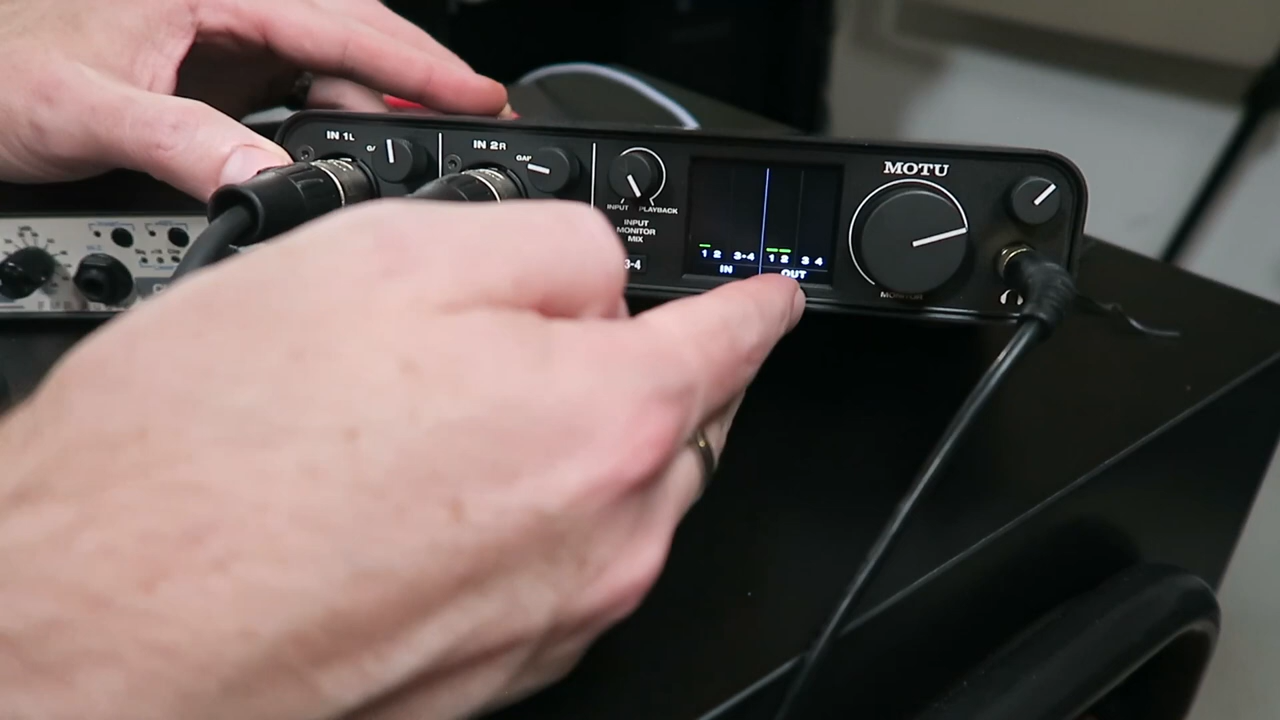 IN 1L
IN 2R
MOTU
INPUT PLAYBACK
INPUT
MONITOR
MIX
3-4
1 2 3-4 1 2 3 4
IN OUT
MONITOR